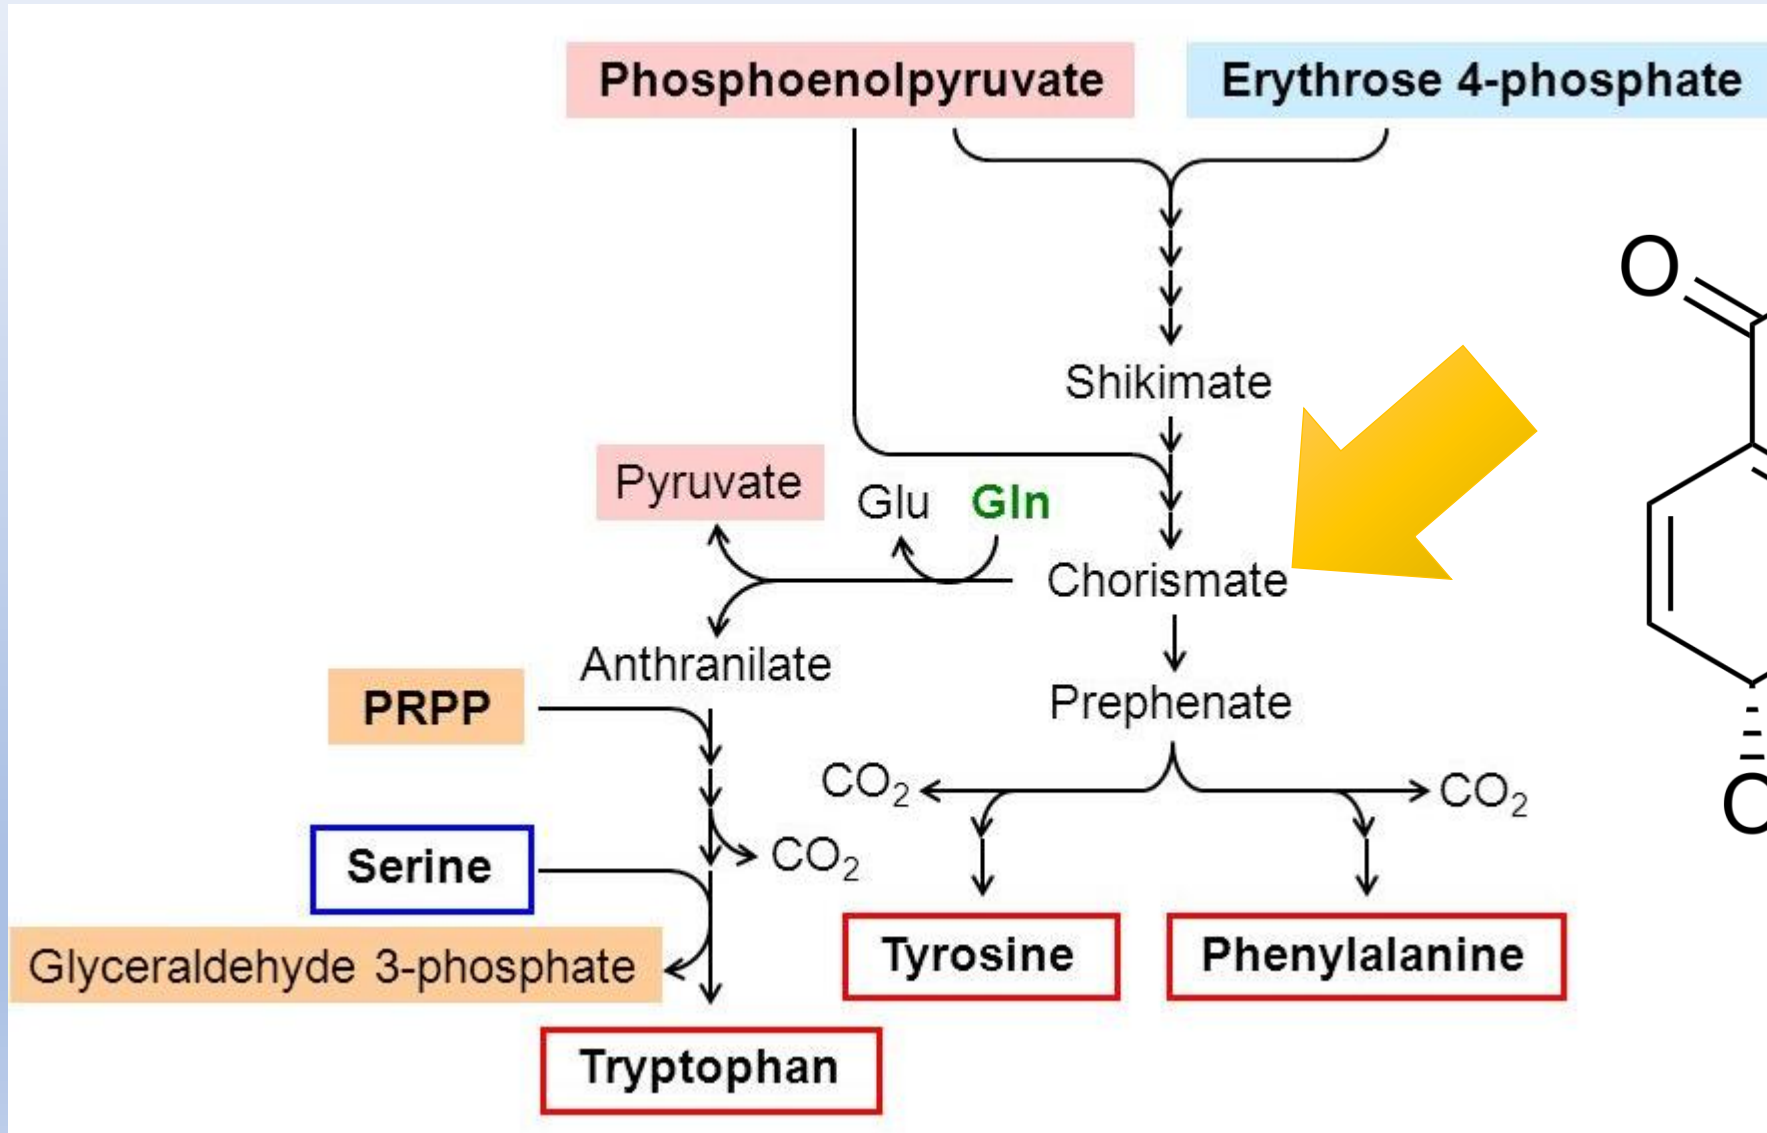 Phosphoenolpyruvate
Erythrose 4-phosphate
O
Shikimate
Pyruvate
Glu
Gln
Chorismate
Anthranilate
PRPP
Prephenate
CO₂
CO₂
O
CO₂
Serine
Tyrosine
Phenylalanine
Glyceraldehyde 3-phosphate
Tryptophan